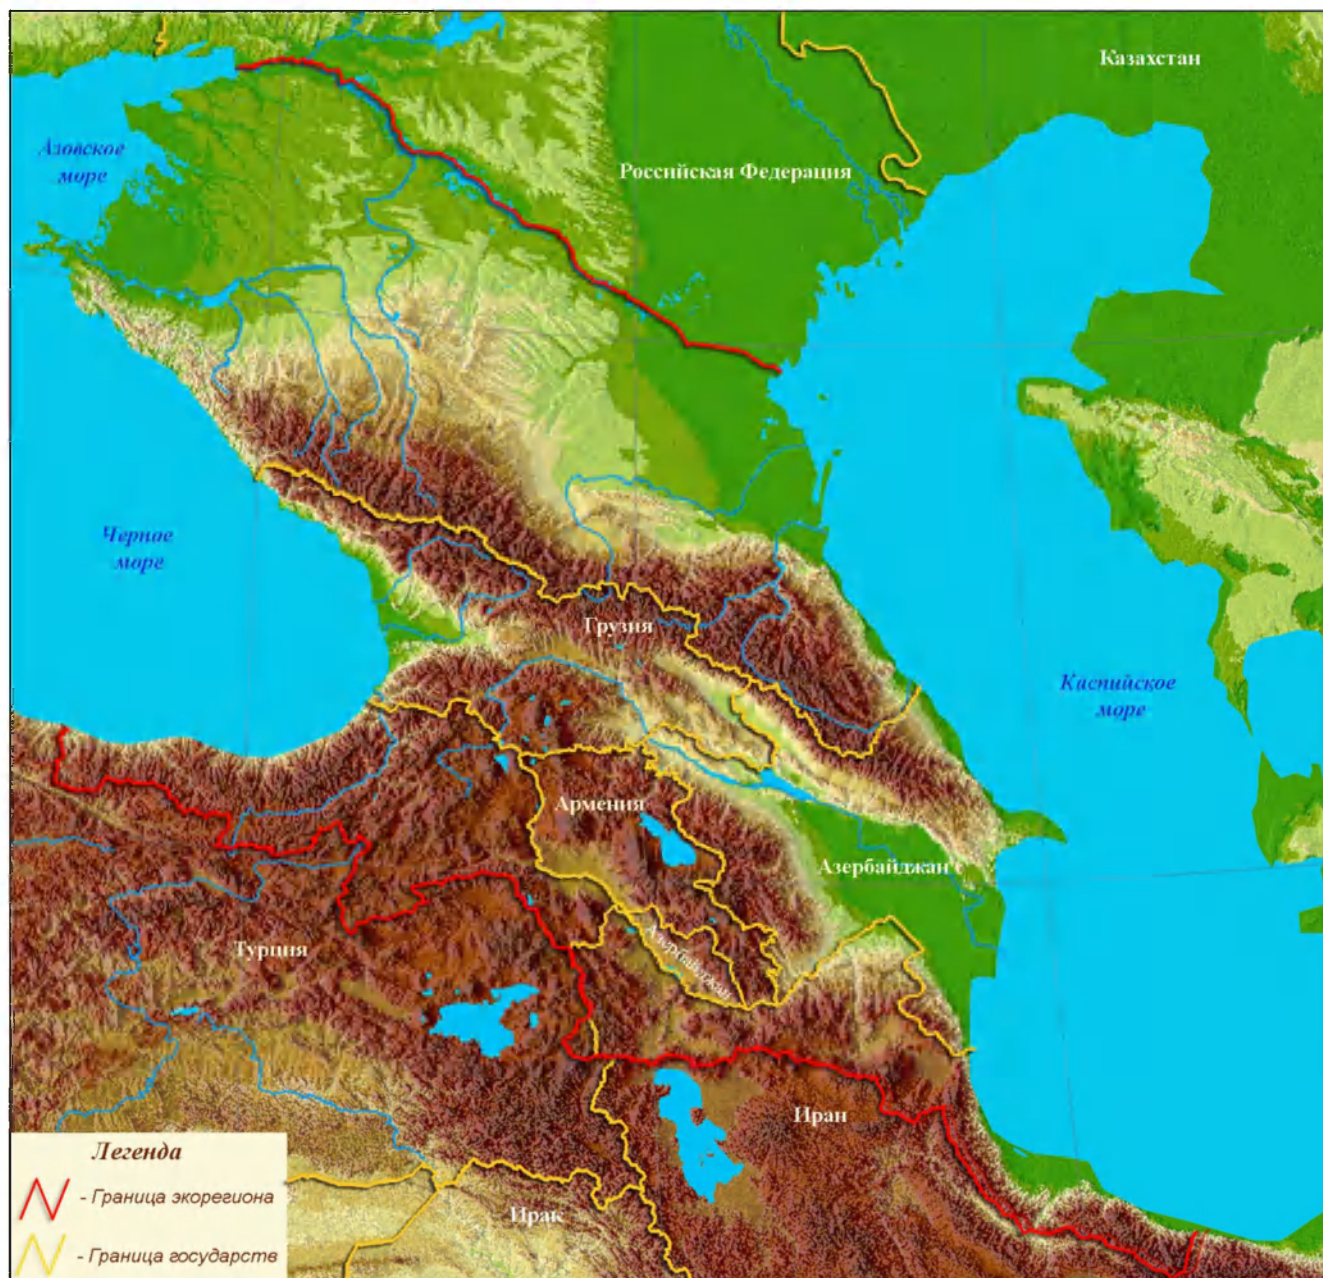 Казахстан
Азовское
море
Российская Федерация
Черное
море
Грузия
Каспийское
море
Армения
Азербайджан
Турция
Азербайджан
Иран
Легенда
- Граница экорегиона
Ирак
- Граница государств